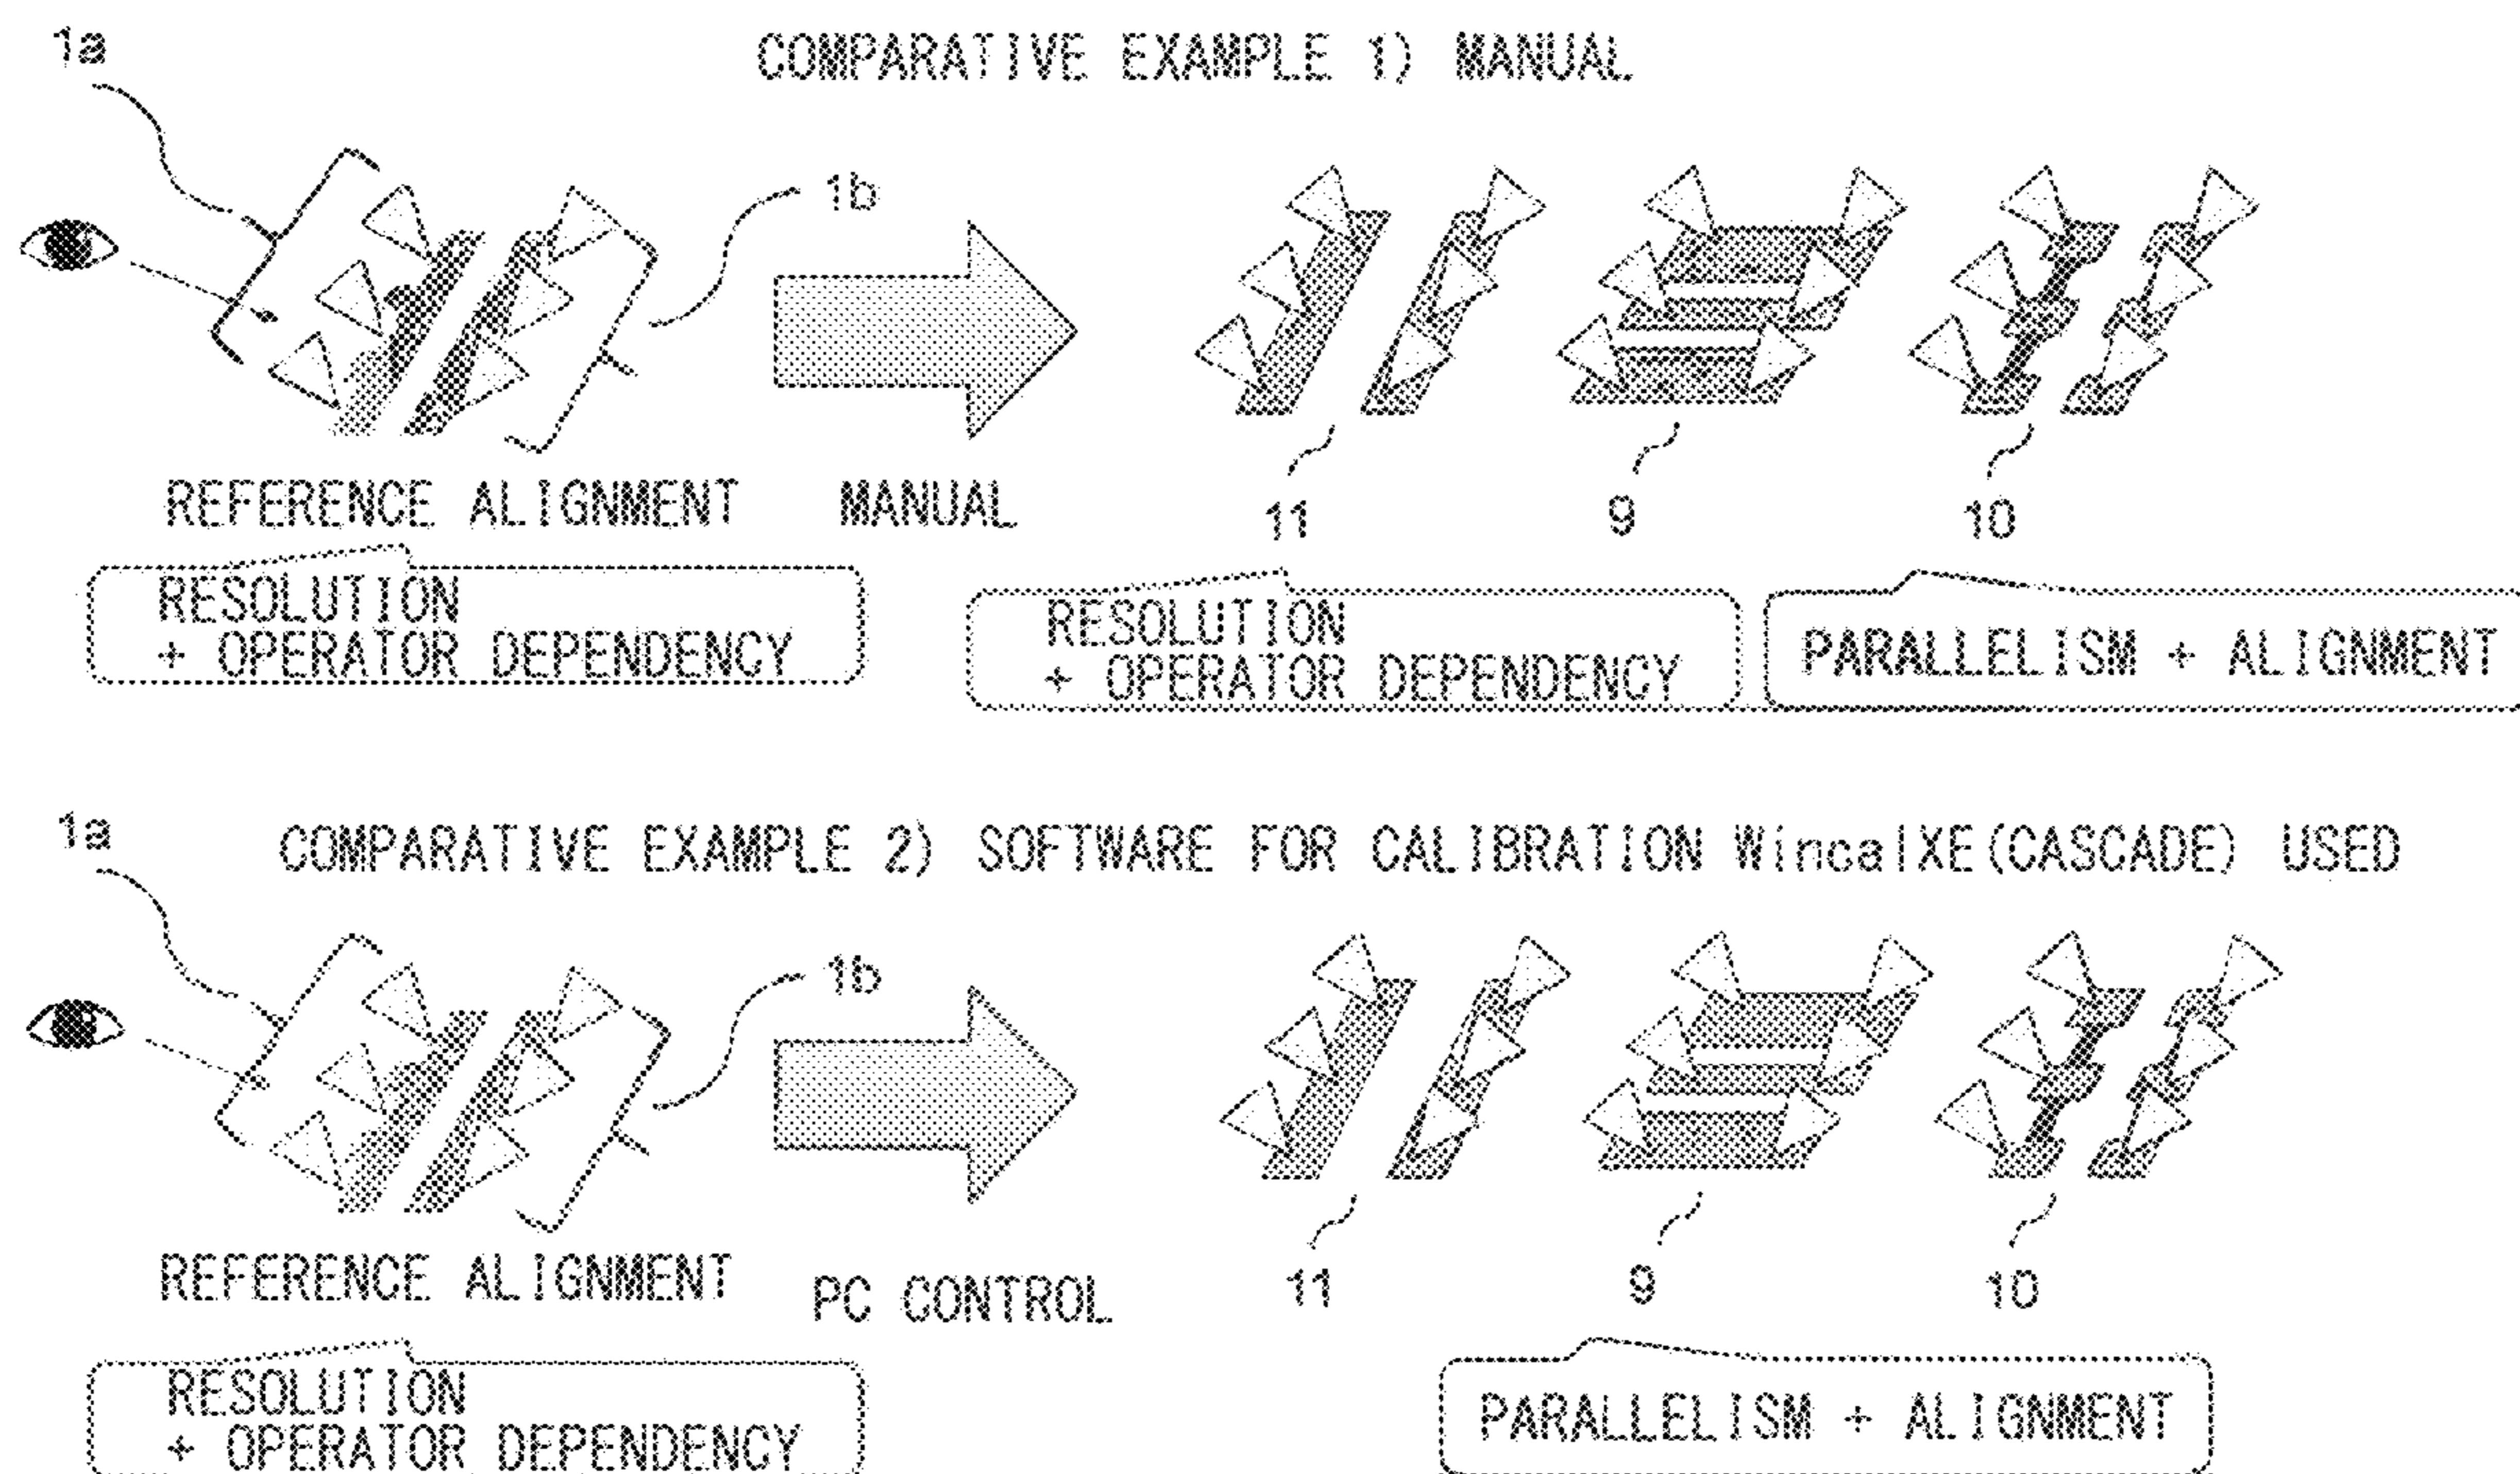 1a
COMPARATIVE EXAMPLE 1) MANUAL
1b
REFERENCE ALIGNMENT
MANUAL
11
9
10
RESOLUTION
+ OPERATOR DEPENDENCY
RESOLUTION
+ OPERATOR DEPENDENCY
PARALLELISM + ALIGNMENT
1a
COMPARATIVE EXAMPLE 2) SOFTWARE FOR CALIBRATION WincalXE(CASCADE) USED
1b
REFERENCE ALIGNMENT
PC CONTROL
11
9
10
RESOLUTION
+ OPERATOR DEPENDENCY
PARALLELISM + ALIGNMENT